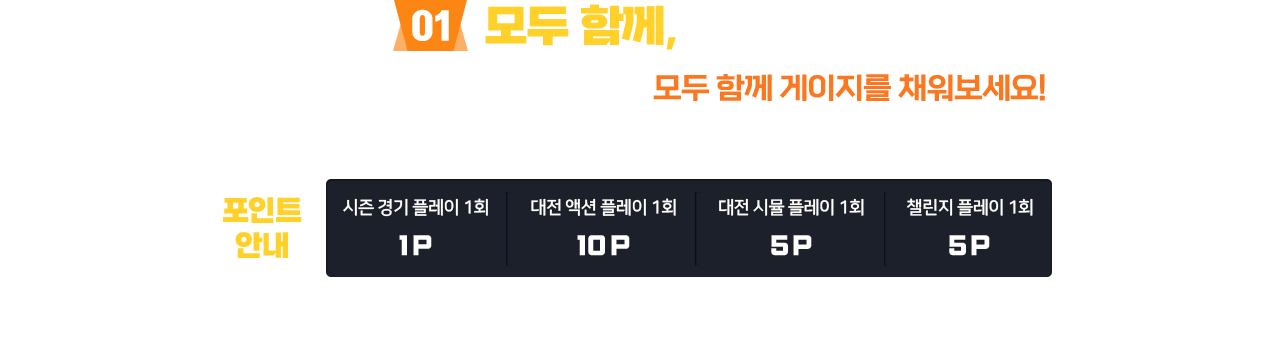 01 모두 함께,
모두 함께 게이지를 채워보세요!
포인트
안내
시즌 경기 플레이 1회
1P
대전 액션 플레이 1회
10P
대전 시뮬 플레이 1회
5P
챌린지 플레이 1회
5P